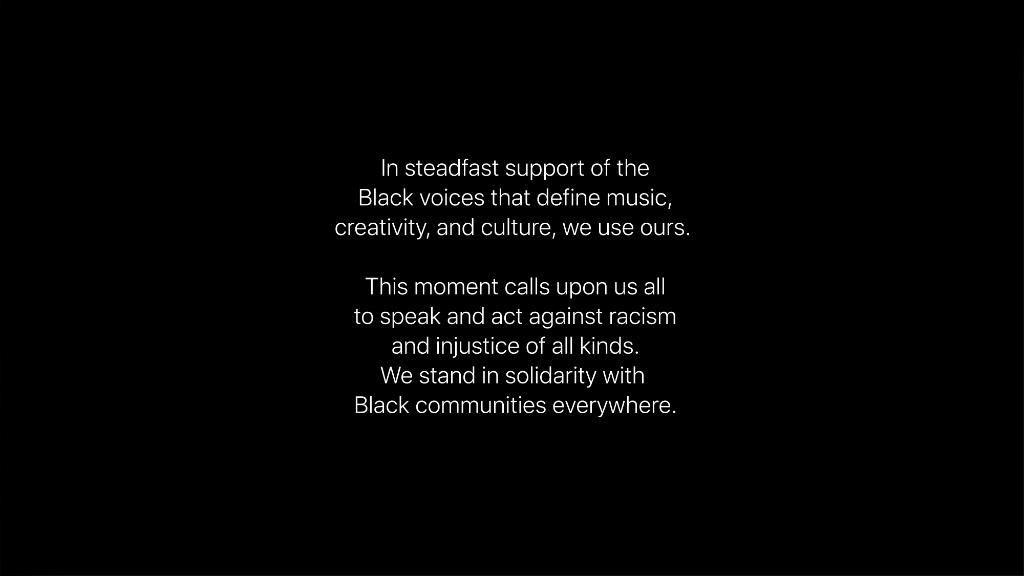 In steadfast support of the
Black voices that define music,
creativity, and culture, we use ours.
This moment calls upon us all
to speak and act against racism
and injustice of all kinds.
We stand in solidarity with
Black communities everywhere.